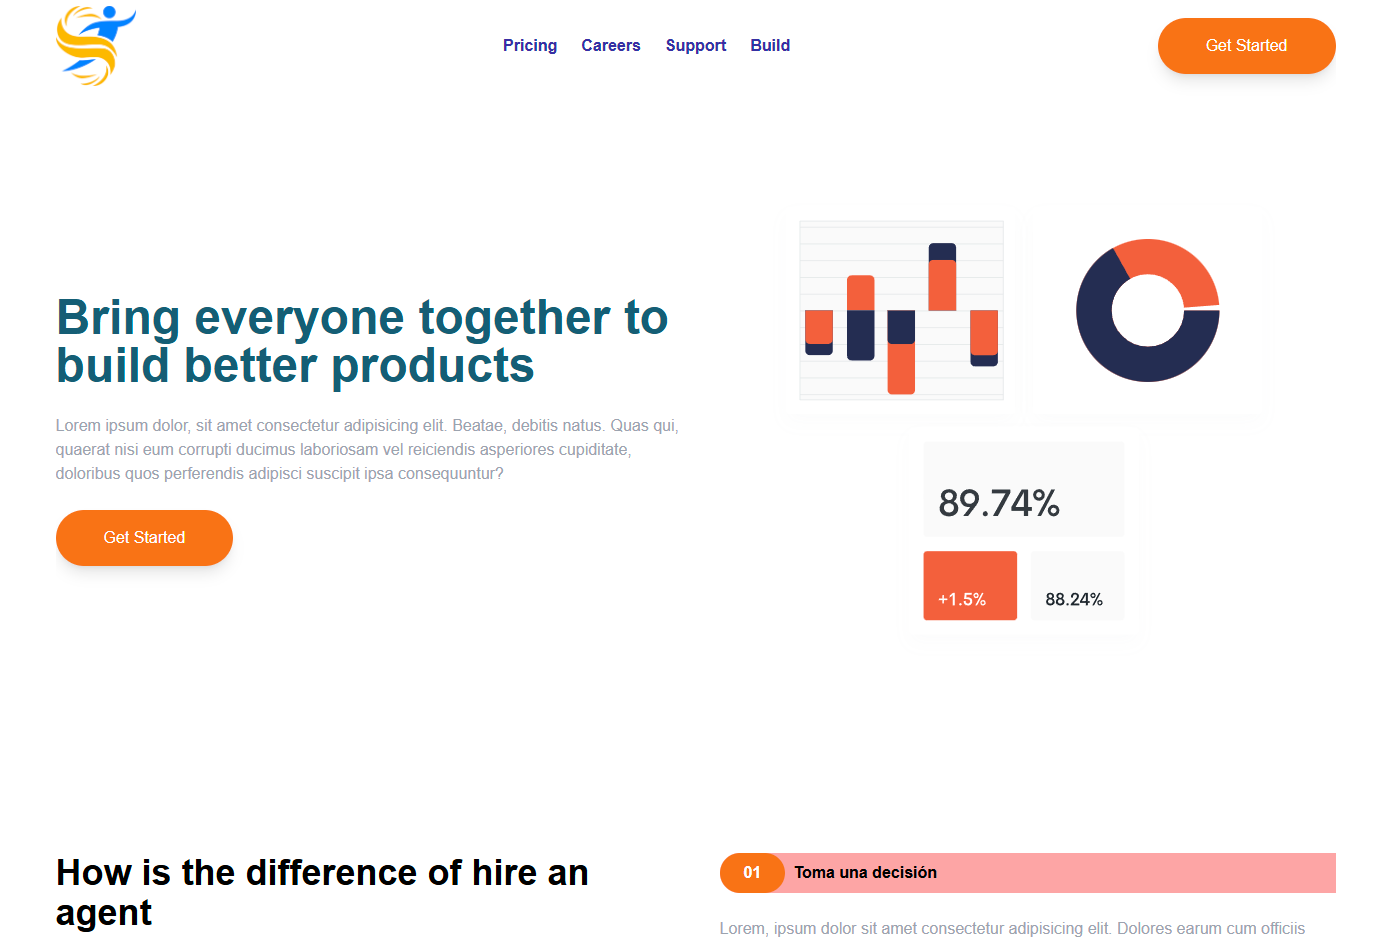 Pricing Careers Support Build
Get Started
Bring everyone together to
build better products
Lorem ipsum dolor, sit amet consectetur adipisicing elit. Beatae, debitis natus. Quas qui,
quaerat nisi eum corrupti ducimus laboriosam vel reiciendis asperiores cupiditate,
doloribus quos perferendis adipisci suscipit ipsa consequuntur?
Get Started
89.74%
+1.5% 88.24%
How is the difference of hire an
agent
01 Toma una decisión
Lorem, ipsum dolor sit amet consectetur adipisicing elit. Dolores earum cum officiis